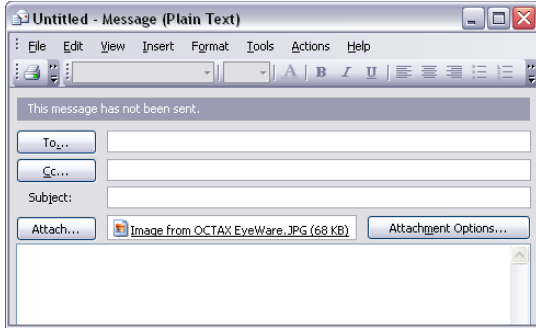 Untitled - Message (Plain Text)
File Edit View Insert Format Tools Actions Help
A B I U
This message has not been sent.
To...
Cc...
Subject:
Attach... Image from OCTAX EyeWare.JPG (68 KB) Attachment Options...